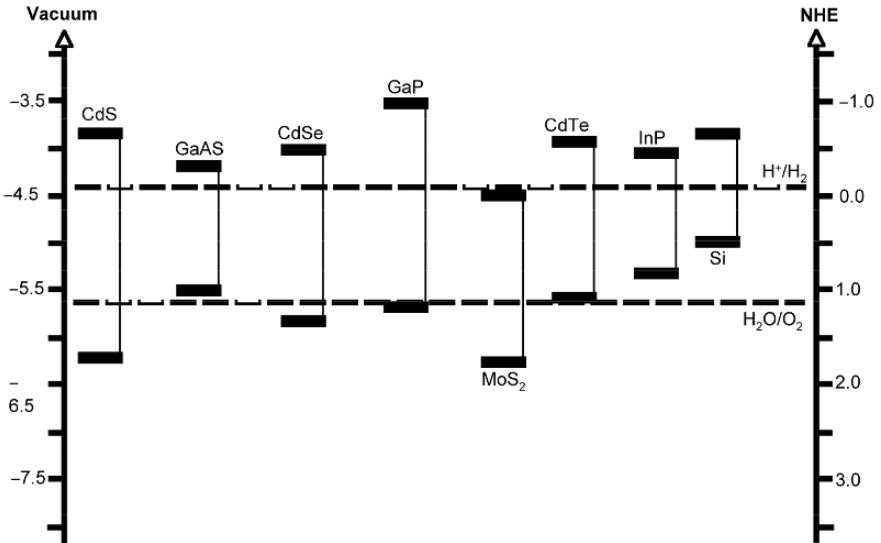 Vacuum
NHE
GaP
−3.5
−1.0
CdS
CdTe
CdSe
InP
GaAS
H⁺/H₂
−4.5
0.0
Si
−5.5
1.0
H₂O/O₂
MoS₂
−
6.5
2.0
−7.5
3.0